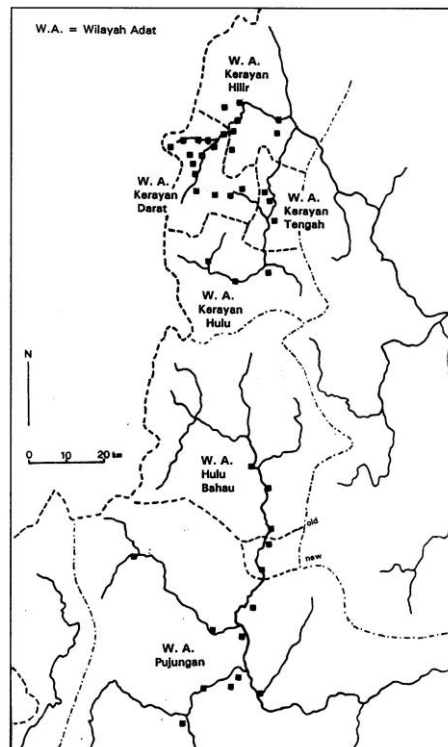 W.A. = Wilayah Adat
W. A.
Kerayan
Hilir
W. A.
Kerayan
Darat
W. A.
Kerayan
Tengah
W. A.
Kerayan
Hulu
N
0 10 20 km
W. A.
Hulu
Bahau
old
new
W. A.
Pujungan